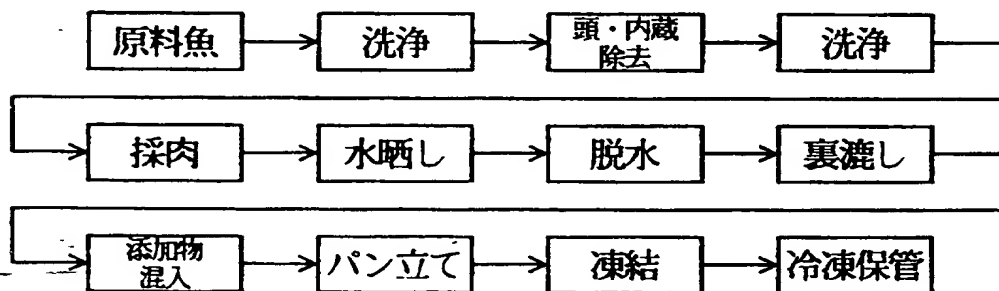 原料魚
洗浄
頭・内蔵
除去
洗浄
採肉
水晒し
脱水
裏漉し
添加物
混入
パン立て
凍結
冷凍保管